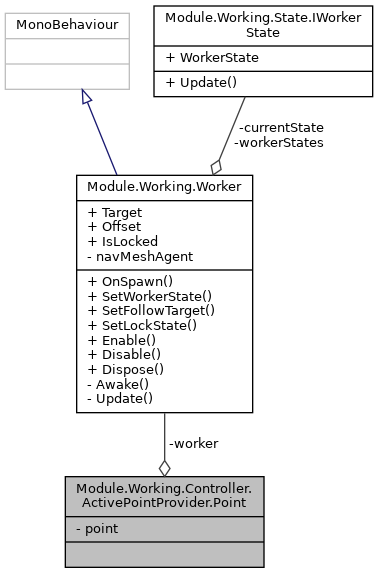 MonoBehaviour
Module.Working.State.IWorker
State
+ WorkerState
+ Update()
-currentState
-workerStates
Module.Working.Worker
+ Target
+ Offset
+ IsLocked
- navMeshAgent
+ OnSpawn()
+ SetWorkerState()
+ SetFollowTarget()
+ SetLockState()
+ Enable()
+ Disable()
+ Dispose()
- Awake()
- Update()
-worker
Module.Working.Controller.
ActivePointProvider.Point
- point